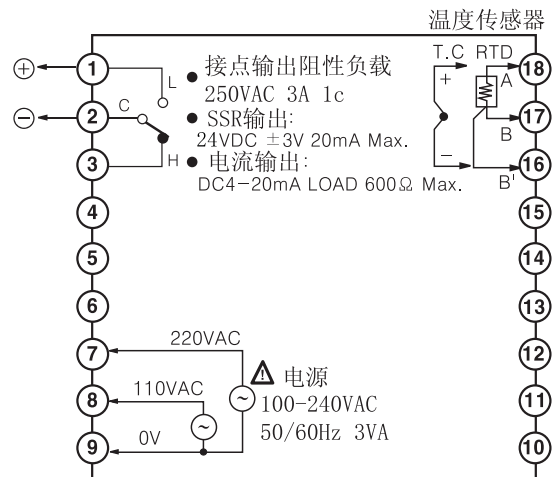 温度传感器
1
2
3
4
5
6
7
8
9
18
17
16
15
14
13
12
11
10
+
−
L
C
H
● 接点输出阻性负载
250VAC 3A 1c
● SSR输出:
24VDC ±3V 20mA Max.
● 电流输出:
DC4-20mA LOAD 600Ω Max.
T.C RTD
+
−
A
B
B'
220VAC
110VAC
0V
~
~
⚠ 电源
100-240VAC
50/60Hz 3VA